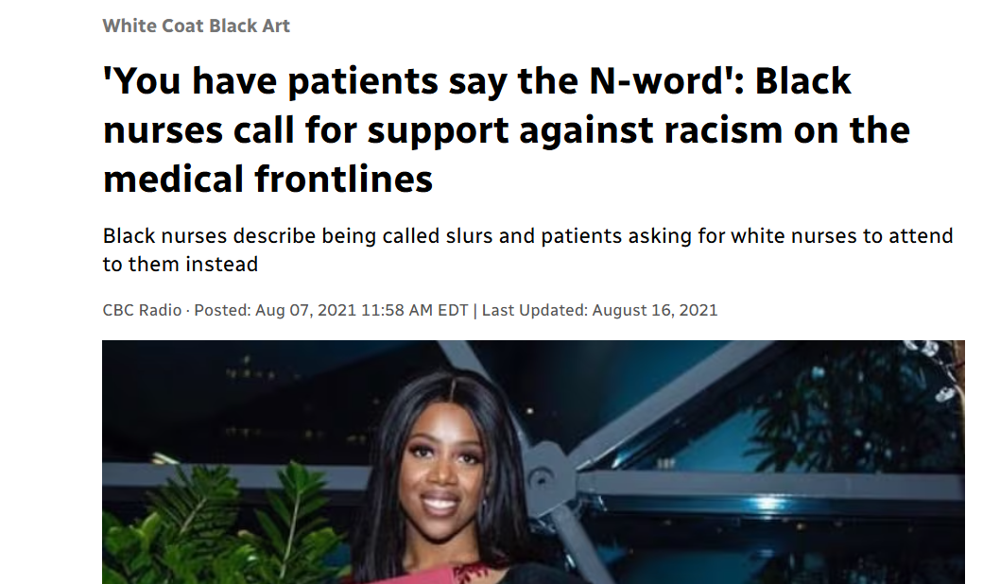 White Coat Black Art
'You have patients say the N-word': Black
nurses call for support against racism on the
medical frontlines
Black nurses describe being called slurs and patients asking for white nurses to attend
to them instead
CBC Radio · Posted: Aug 07, 2021 11:58 AM EDT | Last Updated: August 16, 2021